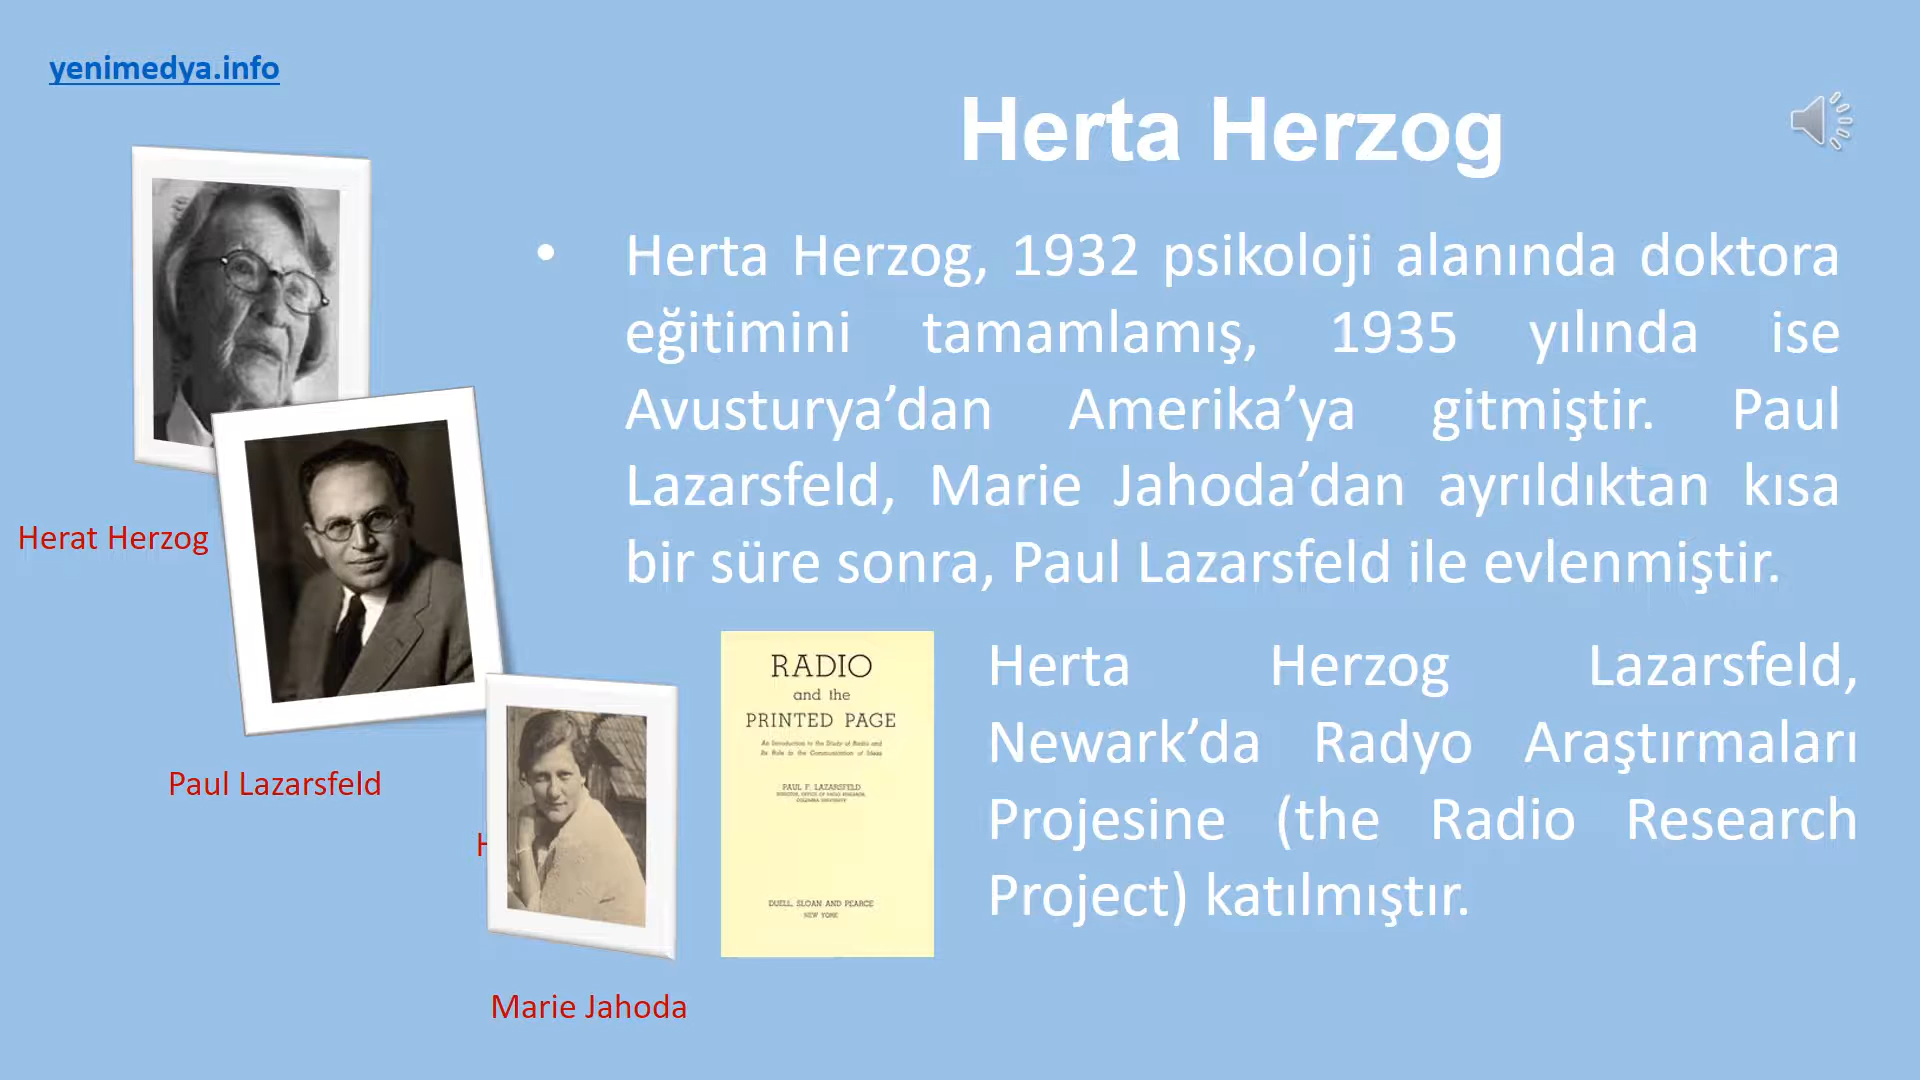 yenimedya.info
Herta Herzog
• Herta Herzog, 1932 psikoloji alanında doktora
eğitimini tamamlamış, 1935 yılında ise
Avusturya’dan Amerika’ya gitmiştir. Paul
Lazarsfeld, Marie Jahoda’dan ayrıldıktan kısa
bir süre sonra, Paul Lazarsfeld ile evlenmiştir.
Herat Herzog
Paul Lazarsfeld
H
Marie Jahoda
RADIO
and the
PRINTED PAGE
An Introduction to the Study of Radio and
Its Role in the Communication of Ideas
PAUL F. LAZARSFELD
DIRECTOR, OFFICE OF RADIO RESEARCH,
COLUMBIA UNIVERSITY
DUELL, SLOAN AND PEARCE
NEW YORK
Herta Herzog Lazarsfeld,
Newark’da Radyo Araştırmaları
Projesine (the Radio Research
Project) katılmıştır.